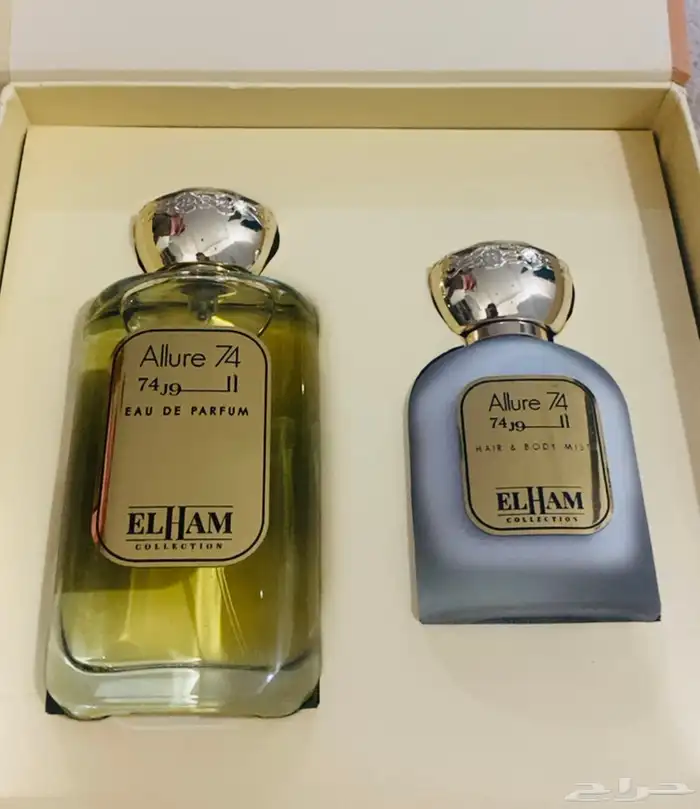 Allure 74
الور 74
EAU DE PARFUM
ELHAM
COLLECTION
Allure 74
الور 74
HAIR & BODY MIST
ELHAM
COLLECTION
حراج